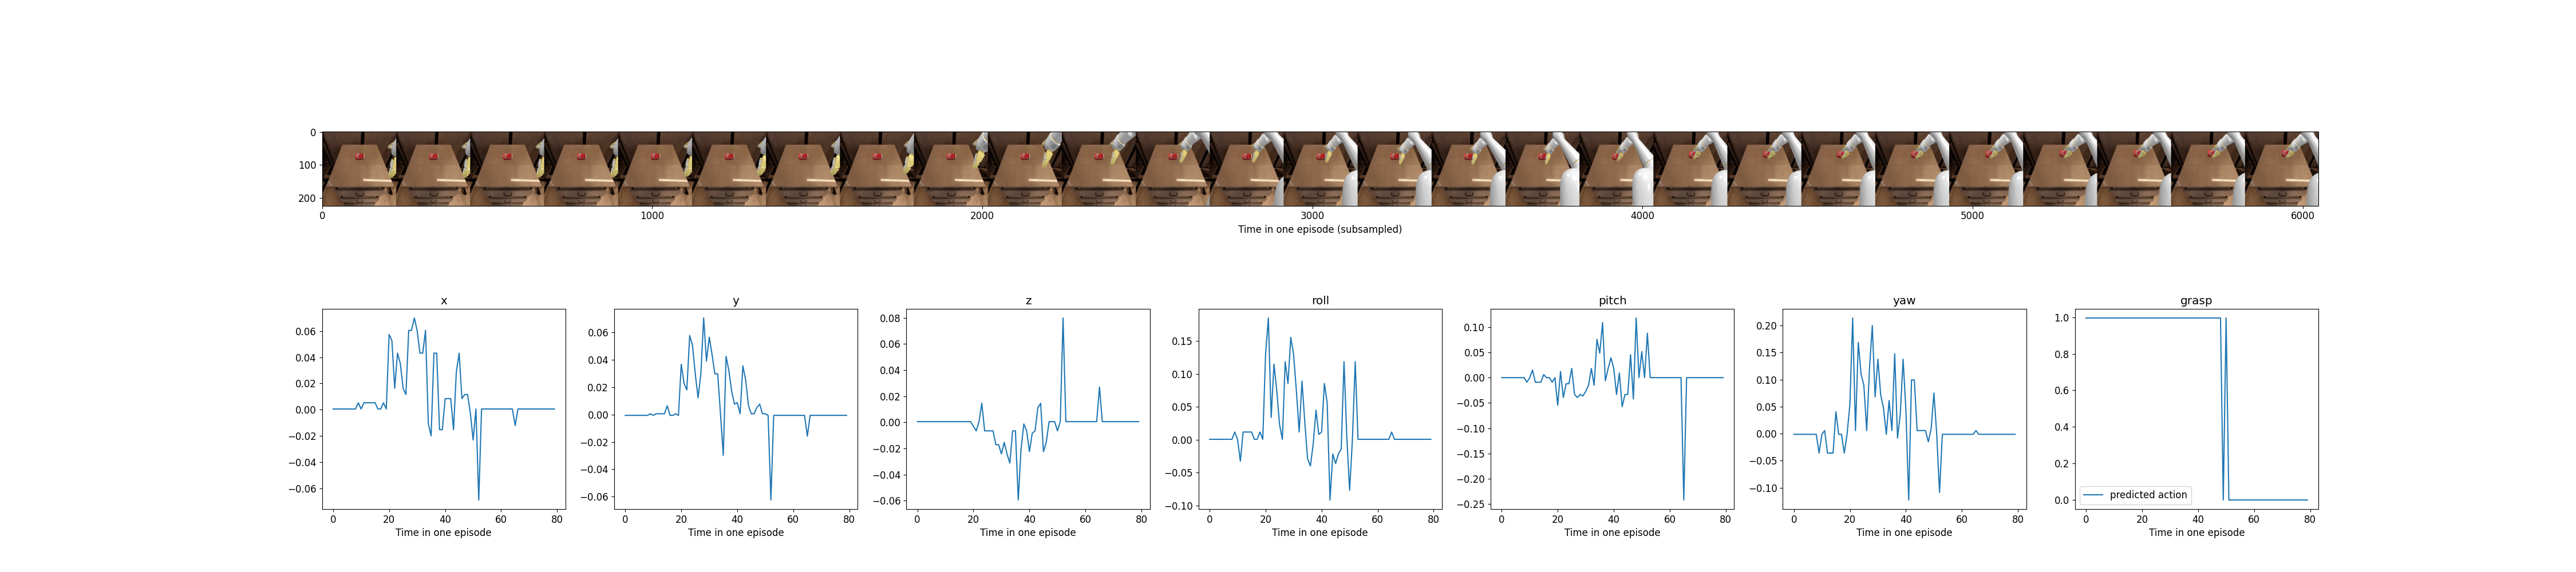 0
100
200
0 1000 2000 3000 4000 5000 6000
Time in one episode (subsampled)
x
0.06
0.04
0.02
0.00
−0.02
−0.04
−0.06
0 20 40 60 80
Time in one episode
y
0.06
0.04
0.02
0.00
−0.02
−0.04
−0.06
0 20 40 60 80
Time in one episode
z
0.08
0.06
0.04
0.02
0.00
−0.02
−0.04
−0.06
0 20 40 60 80
Time in one episode
roll
0.15
0.10
0.05
0.00
−0.05
−0.10
0 20 40 60 80
Time in one episode
pitch
0.10
0.05
0.00
−0.05
−0.10
−0.15
−0.20
−0.25
0 20 40 60 80
Time in one episode
yaw
0.20
0.15
0.10
0.05
0.00
−0.05
−0.10
0 20 40 60 80
Time in one episode
grasp
1.0
0.8
0.6
0.4
0.2
0.0
predicted action
0 20 40 60 80
Time in one episode